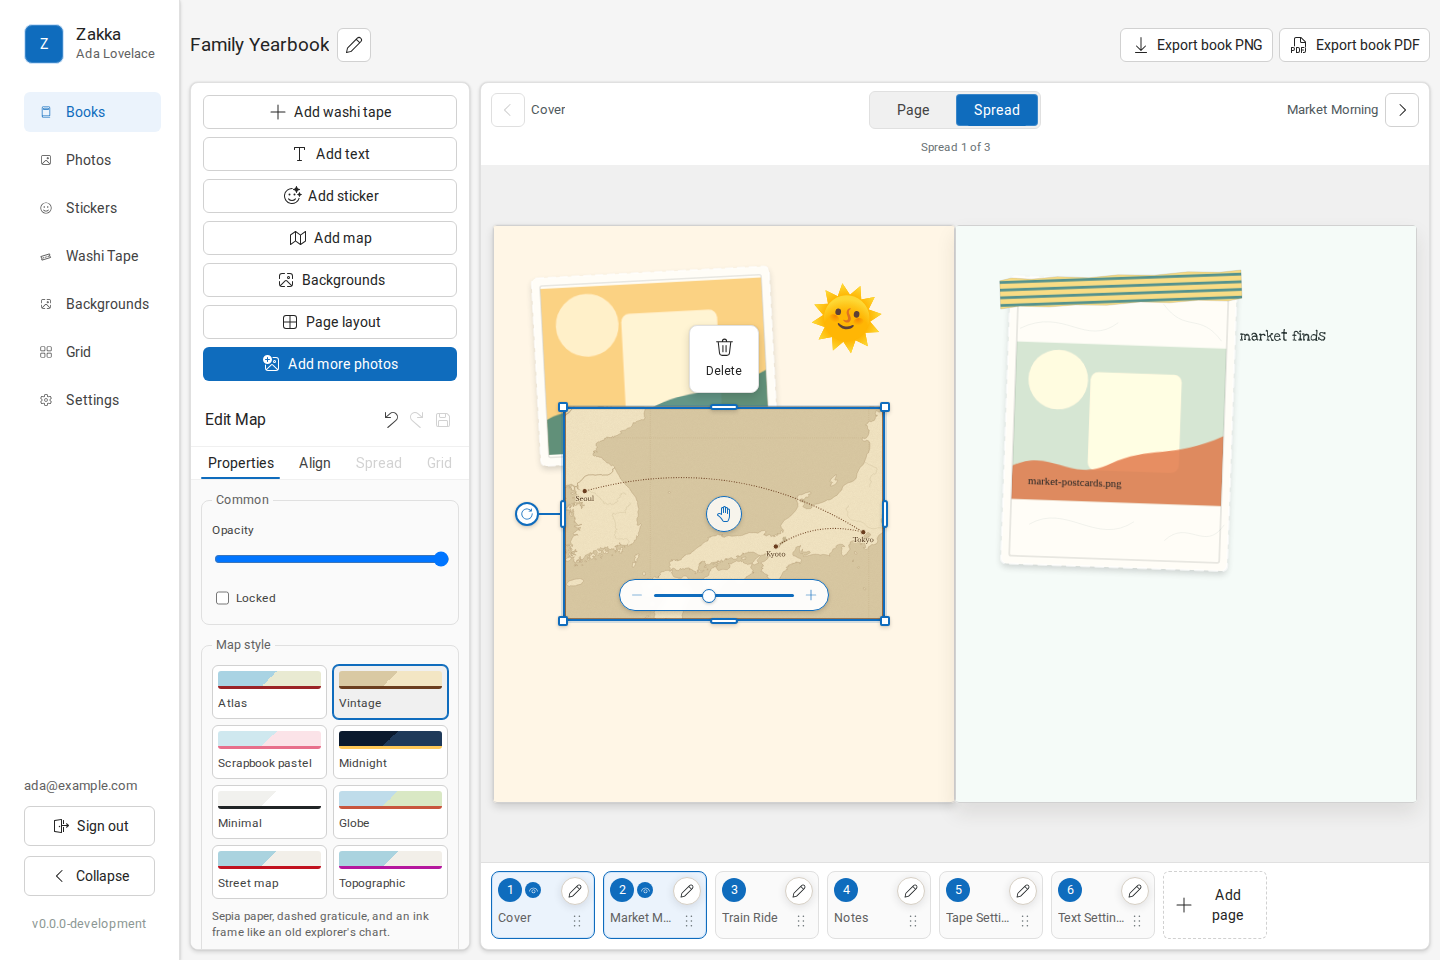 Z
Zakka
Ada Lovelace
Books
Photos
Stickers
Washi Tape
Backgrounds
Grid
Settings
ada@example.com
Sign out
Collapse
v0.0.0-development
Family Yearbook
Export book PNG
PDF
Export book PDF
Add washi tape
Add text
Add sticker
Add map
Backgrounds
Page layout
Add more photos
Edit Map
Properties
Align
Spread
Grid
Common
Opacity
Locked
Map style
Atlas
Vintage
Scrapbook pastel
Midnight
Minimal
Globe
Street map
Topographic
Sepia paper, dashed graticule, and an ink
frame like an old explorer's chart.
Cover
Page
Spread
Market Morning
Spread 1 of 3
Delete
Seoul
Kyoto
Tokyo
market finds
market-postcards.png
1
Cover
2
Market M...
3
Train Ride
4
Notes
5
Tape Setti...
6
Text Settin...
Add
page